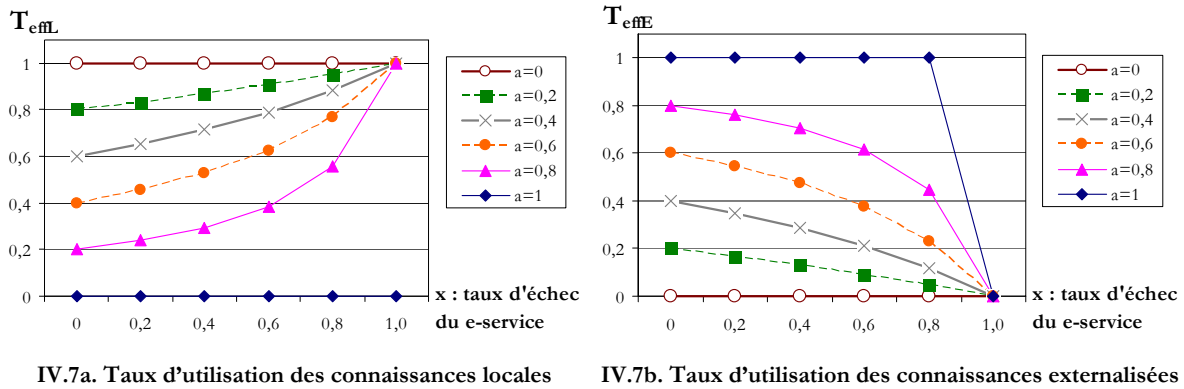 T_effL
1
0,8
0,6
0,4
0,2
0
0 0,2 0,4 0,6 0,8 1,0
x : taux d'échec
du e-service
a=0
a=0,2
a=0,4
a=0,6
a=0,8
a=1
IV.7a. Taux d'utilisation des connaissances locales
T_effE
1
0,8
0,6
0,4
0,2
0
0 0,2 0,4 0,6 0,8 1,0
x : taux d'échec
du e-service
a=0
a=0,2
a=0,4
a=0,6
a=0,8
a=1
IV.7b. Taux d'utilisation des connaissances externalisées